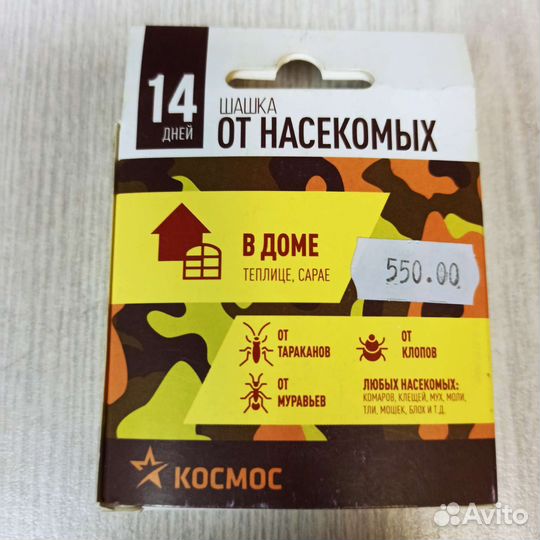 14
ДНЕЙ
ШАШКА
ОТ НАСЕКОМЫХ
В ДОМЕ
ТЕПЛИЦЕ, САРАЕ
550.00
ОТ
ТАРАКАНОВ
ОТ
КЛОПОВ
ОТ
МУРАВЬЕВ
ЛЮБЫХ НАСЕКОМЫХ:
КОМАРОВ, КЛЕЩЕЙ, МУХ, МОЛИ,
ТЛИ, МОШЕК, БЛОХ И Т.Д.
КОСМОС
Avito